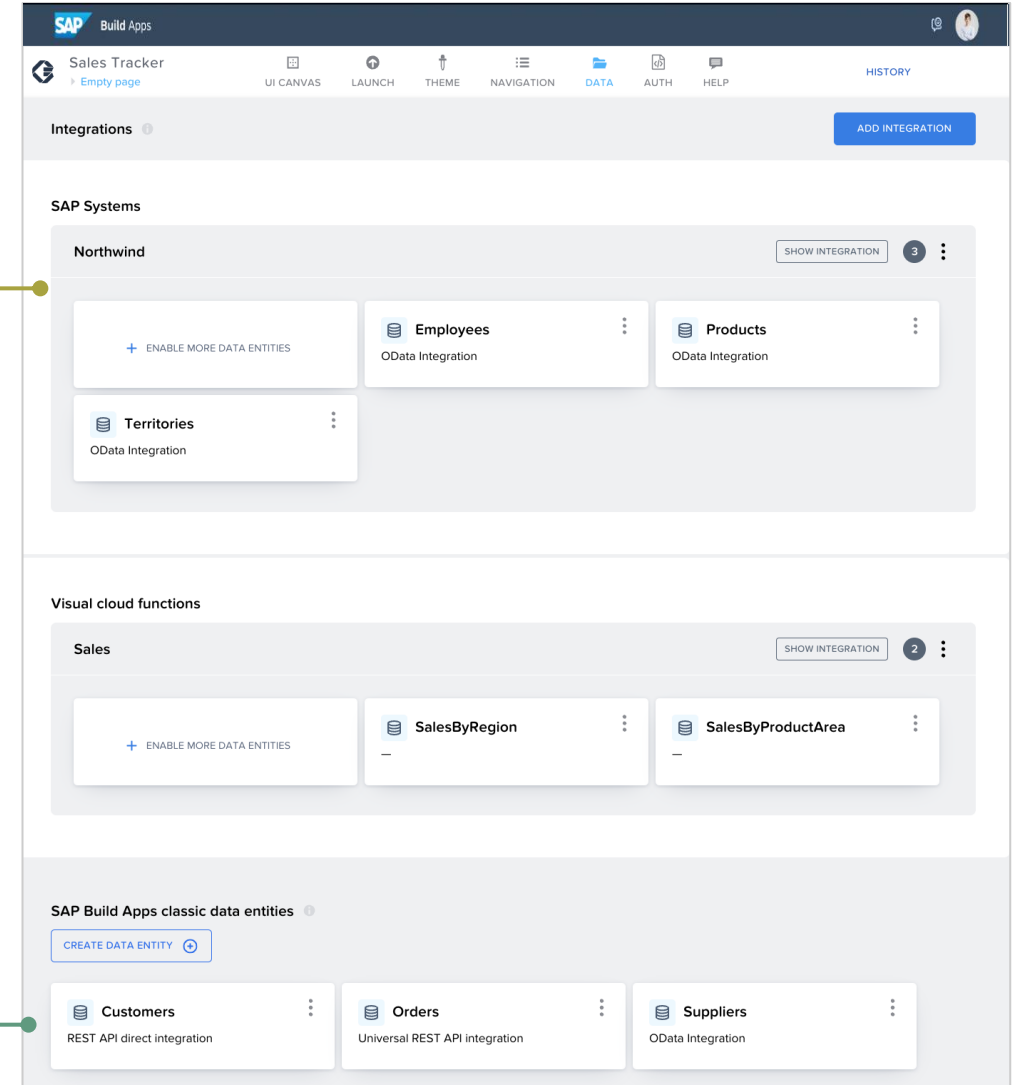 SAP Build Apps
Sales Tracker
Empty page
UI CANVAS
LAUNCH
THEME
NAVIGATION
DATA
AUTH
HELP
HISTORY
Integrations
ADD INTEGRATION
SAP Systems
Northwind
SHOW INTEGRATION
3
ENABLE MORE DATA ENTITIES
Employees
OData Integration
Products
OData Integration
Territories
OData Integration
Visual cloud functions
Sales
SHOW INTEGRATION
2
ENABLE MORE DATA ENTITIES
SalesByRegion
—
SalesByProductArea
—
SAP Build Apps classic data entities
CREATE DATA ENTITY
Customers
REST API direct integration
Orders
Universal REST API integration
Suppliers
OData Integration